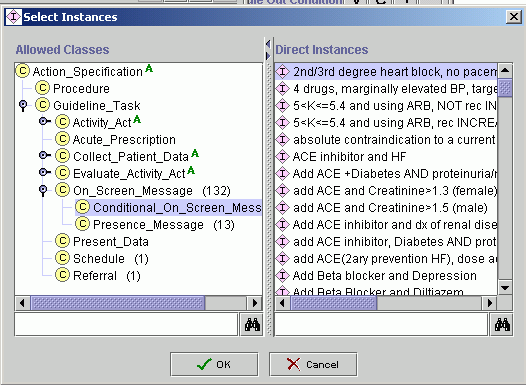 Select Instances
Allowed Classes
Action_Specification A
Procedure
Guideline_Task
Activity_Act A
Acute_Prescription
Collect_Patient_Data A
Evaluate_Activity_Act A
On_Screen_Message (132)
Conditional_On_Screen_Mess
Presence_Message (13)
Present_Data
Schedule (1)
Referral (1)
Direct Instances
2nd/3rd degree heart block, no pacem
4 drugs, marginally elevated BP, targe
5<K<=5.4 and using ARB, NOT rec IN
5<K<=5.4 and using ARB, rec INCREA
absolute contraindication to a current
ACE inhibitor and HF
Add ACE +Diabetes AND proteinuria/r
add ACE and Creatinine>1.3 (female)
add ACE and Creatinine>1.5 (male)
add ACE inhibitor and dx of renal dise
add ACE inhibitor, Diabetes AND prot
add ACE(2ary prevention HF), dose a
Add Beta blocker and Depression
Add Beta Blocker and Diltiazem
OK
Cancel